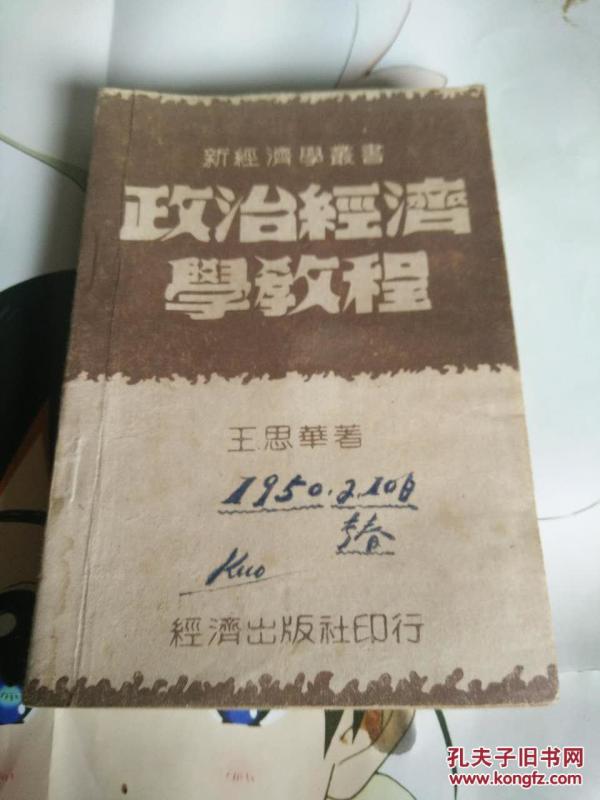 新經濟學叢書
政治經濟
學教程
王思華著
1950.2.10日
Kuo
經濟出版社印行
孔夫子旧书网
www.kongfz.com